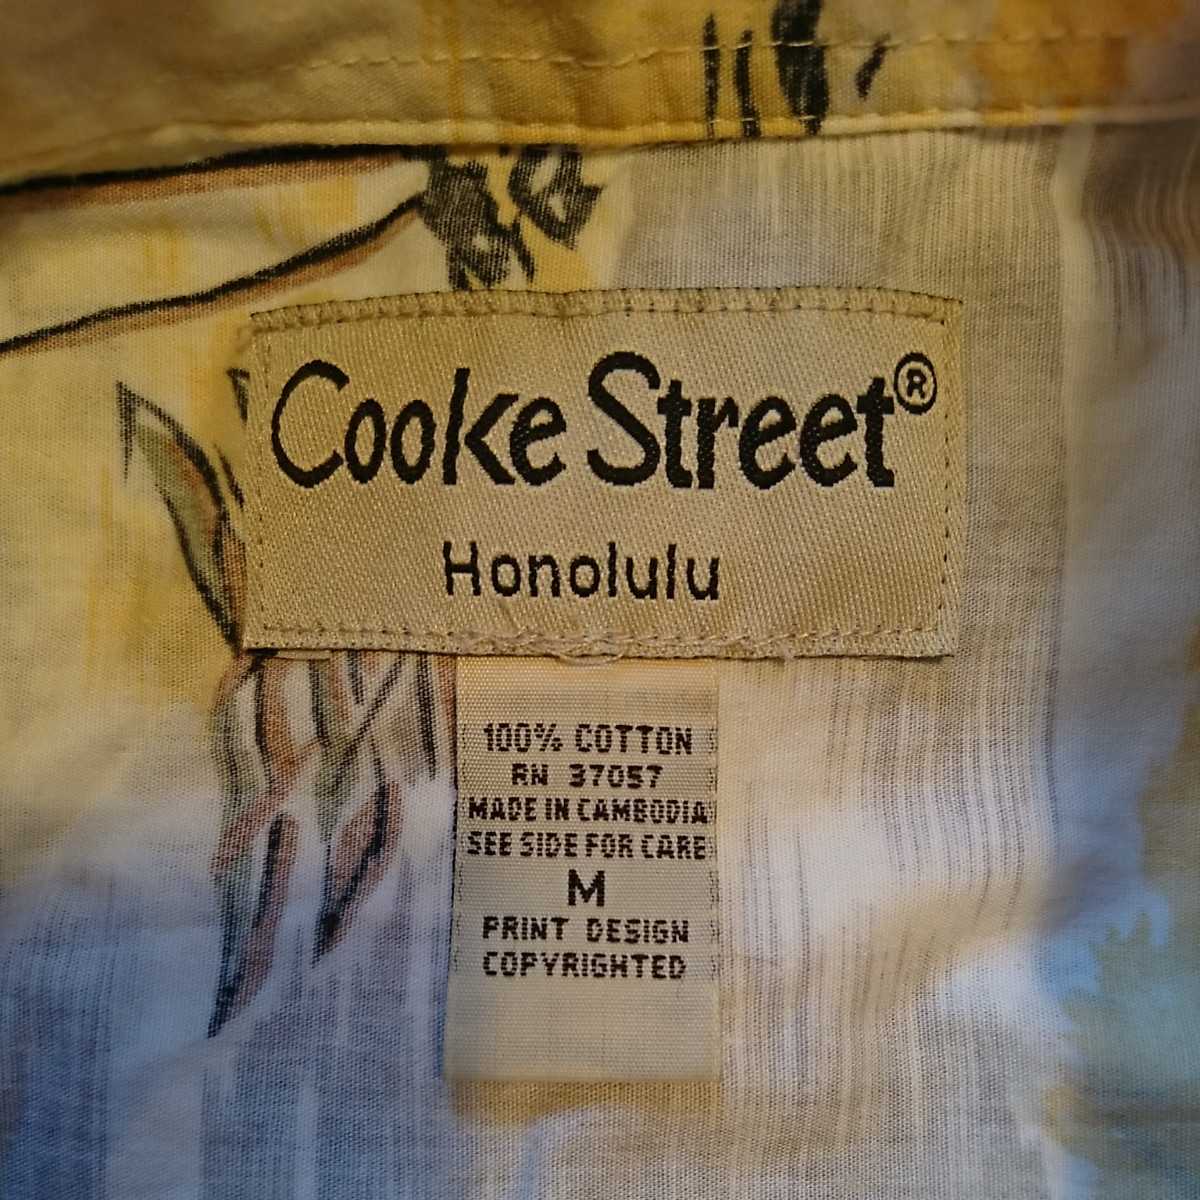 Cooke Street®
Honolulu
100% COTTON
RN 37057
MADE IN CAMBODIA
SEE SIDE FOR CARE
M
PRINT DESIGN
COPYRIGHTED